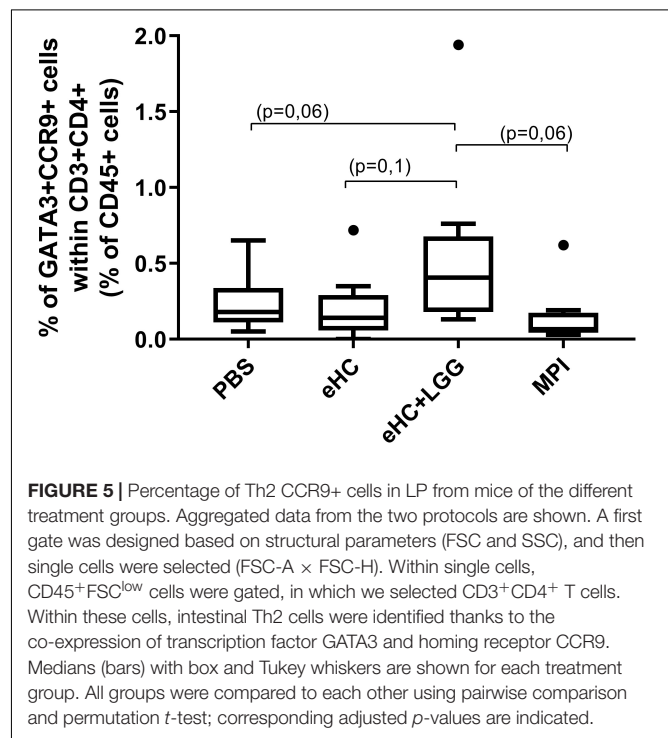 % of GATA3+CCR9+ cells
within CD3+CD4+
(% of CD45+ cells)
2.0
1.5
1.0
0.5
0.0
(p=0,06)
(p=0,06)
(p=0,1)
PBS
eHC
eHC+LGG
MPI
FIGURE 5 | Percentage of Th2 CCR9+ cells in LP from mice of the different
treatment groups. Aggregated data from the two protocols are shown. A first
gate was designed based on structural parameters (FSC and SSC), and then
single cells were selected (FSC-A × FSC-H). Within single cells,
CD45+FSClow cells were gated, in which we selected CD3+CD4+ T cells.
Within these cells, intestinal Th2 cells were identified thanks to the
co-expression of transcription factor GATA3 and homing receptor CCR9.
Medians (bars) with box and Tukey whiskers are shown for each treatment
group. All groups were compared to each other using pairwise comparison
and permutation t-test; corresponding adjusted p-values are indicated.